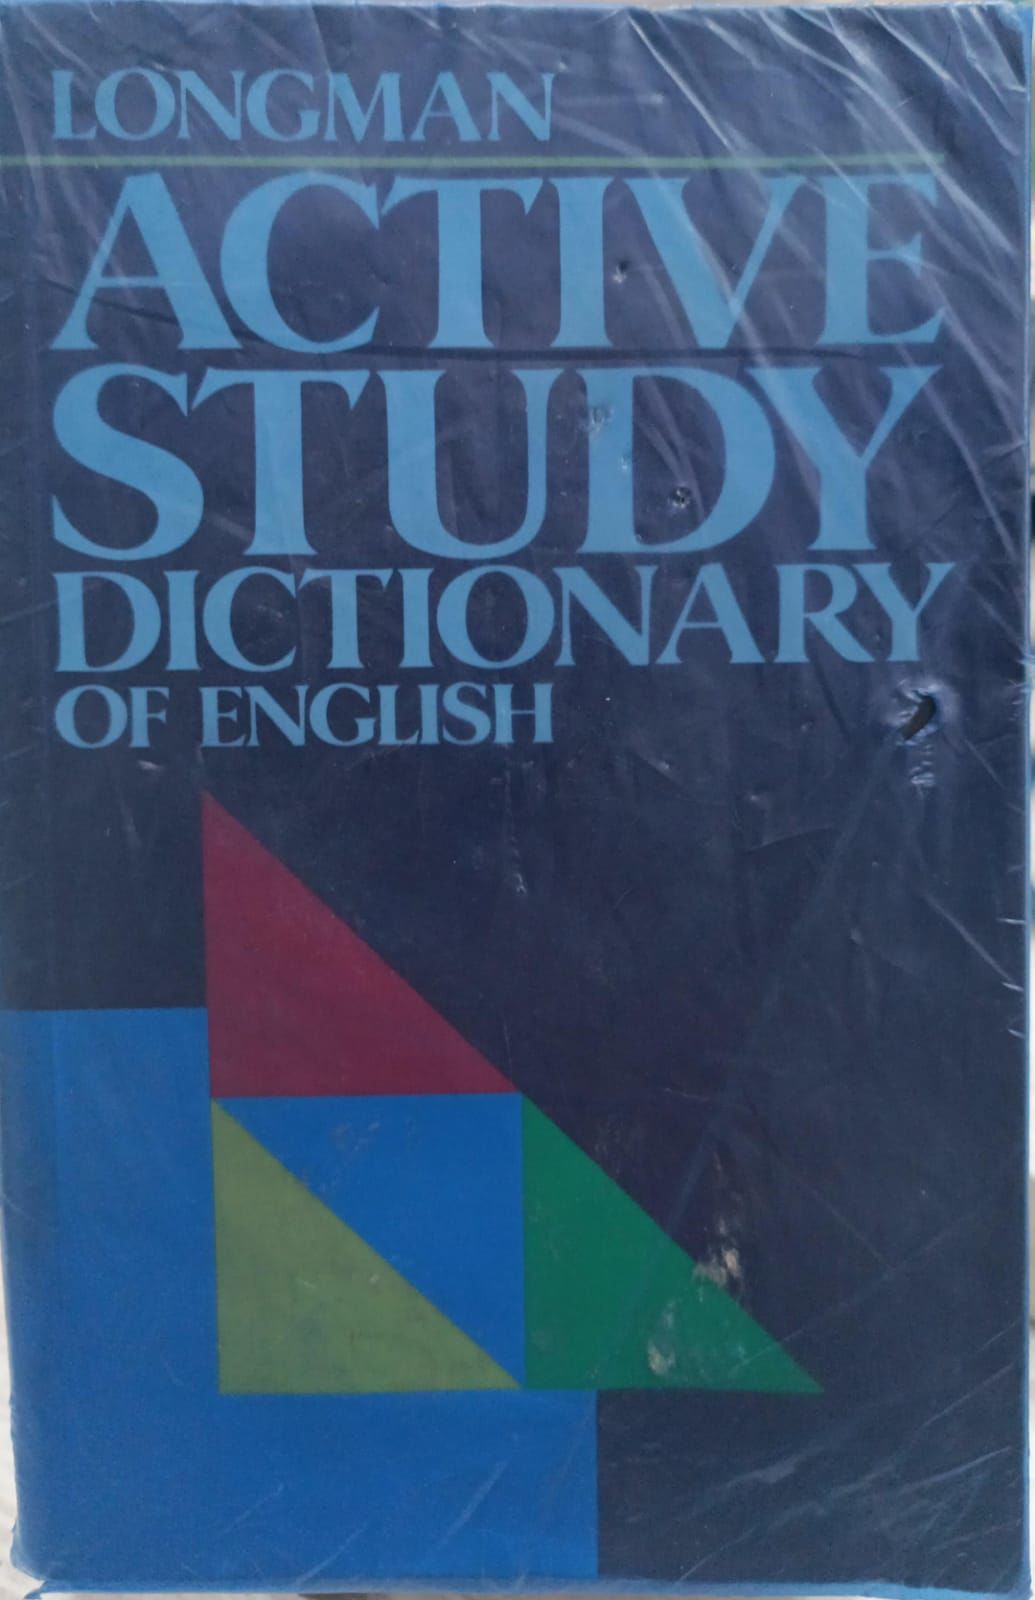 LONGMAN
ACTIVE
STUDY
DICTIONARY
OF ENGLISH